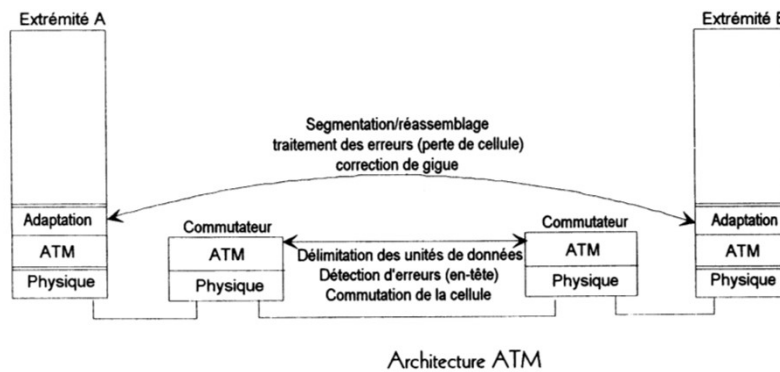 Extrémité A
Extrémité E
Segmentation/réassemblage
traitement des erreurs (perte de cellule)
correction de gigue
Adaptation
Commutateur
Commutateur
Adaptation
ATM
ATM
Délimitation des unités de données
ATM
ATM
Physique
Physique
Détection d'erreurs (en-tête)
Physique
Physique
Commutation de la cellule
Architecture ATM